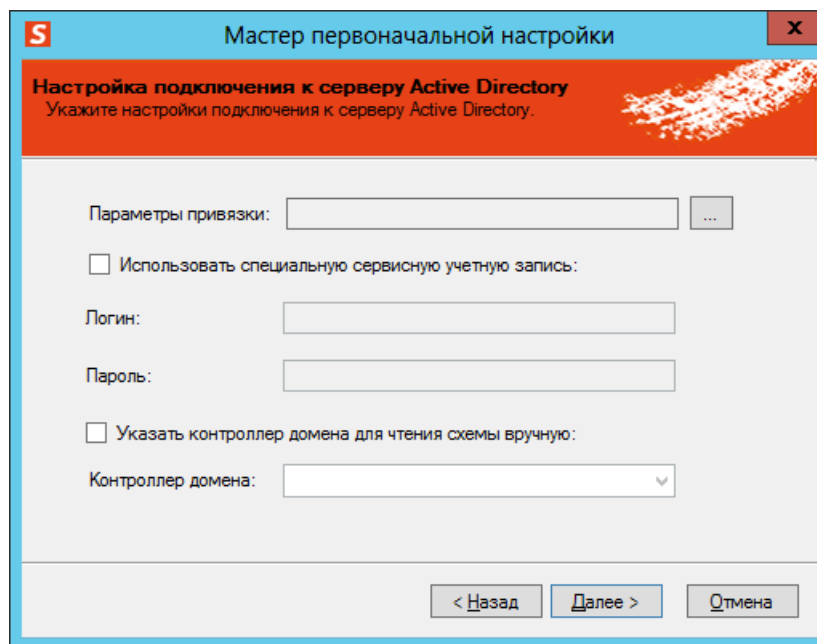 S
Мастер первоначальной настройки
x
Настройка подключения к серверу Active Directory
Укажите настройки подключения к серверу Active Directory.
Параметры привязки:
...
Использовать специальную сервисную учетную запись:
Логин:
Пароль:
Указать контроллер домена для чтения схемы вручную:
Контроллер домена:
< Назад
Далее >
Отмена